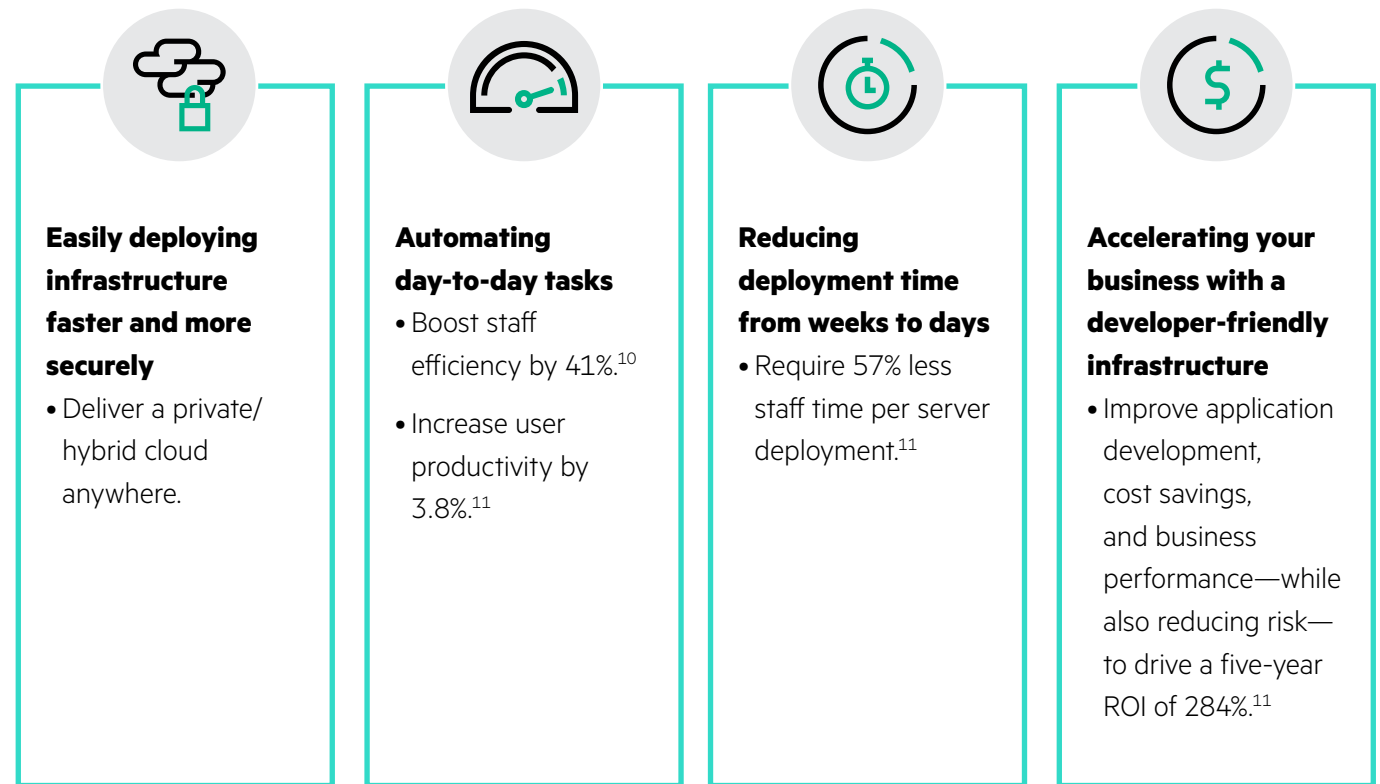 Easily deploying
infrastructure
faster and more
securely
• Deliver a private/
hybrid cloud
anywhere.
Automating
day-to-day tasks
• Boost staff
efficiency by 41%.¹⁰
• Increase user
productivity by
3.8%.¹¹
Reducing
deployment time
from weeks to days
• Require 57% less
staff time per server
deployment.¹¹
Accelerating your
business with a
developer-friendly
infrastructure
• Improve application
development,
cost savings,
and business
performance—while
also reducing risk—
to drive a five-year
ROI of 284%.¹¹